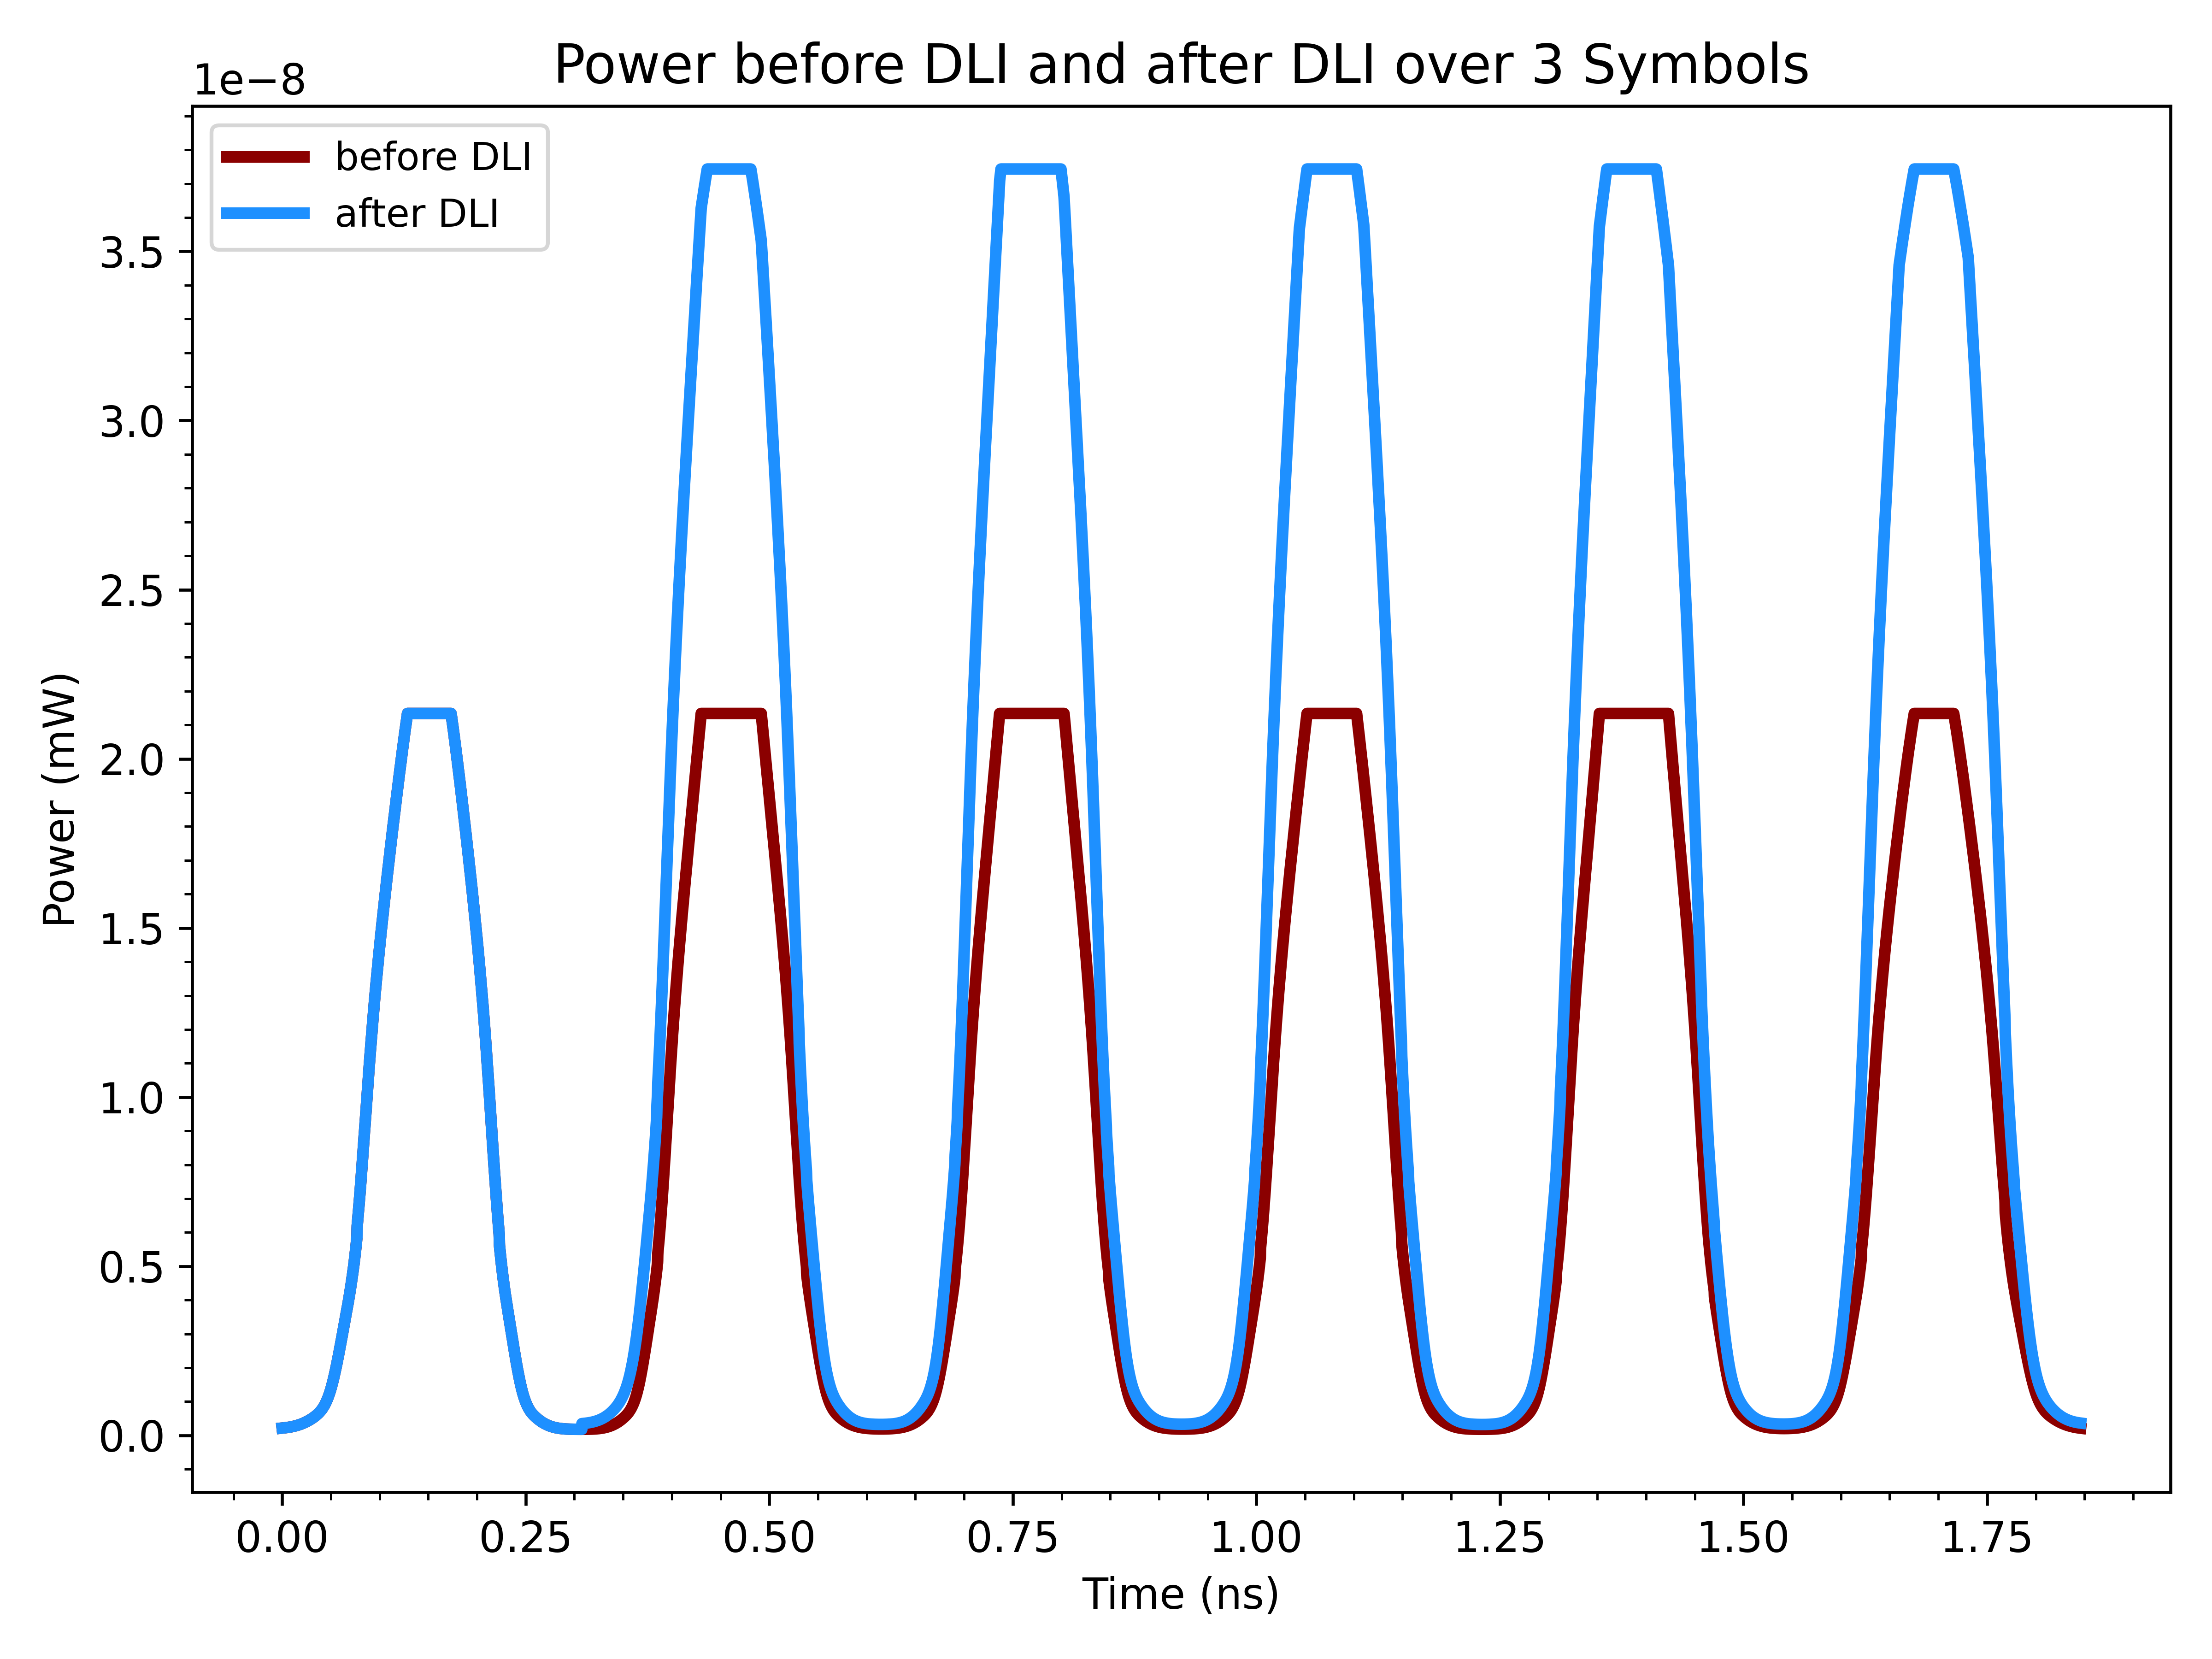 Power before DLI and after DLI over 3 Symbols
1e−8
before DLI
after DLI
3.5
3.0
2.5
2.0
1.5
1.0
0.5
0.0
Power (mW)
0.00 0.25 0.50 0.75 1.00 1.25 1.50 1.75
Time (ns)